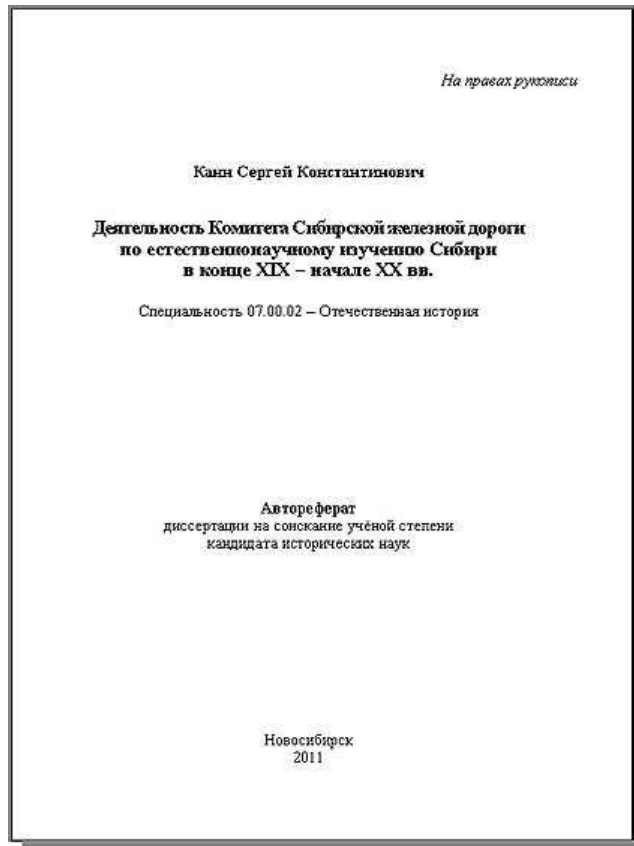 На правах рукописи
Канн Сергей Константинович
Деятельность Комитета Сибирской железной дороги
по естественнонаучному изучению Сибири
в конце XIX – начале XX вв.
Специальность 07.00.02 – Отечественная история
Автореферат
диссертации на соискание учёной степени
кандидата исторических наук
Новосибирск
2011